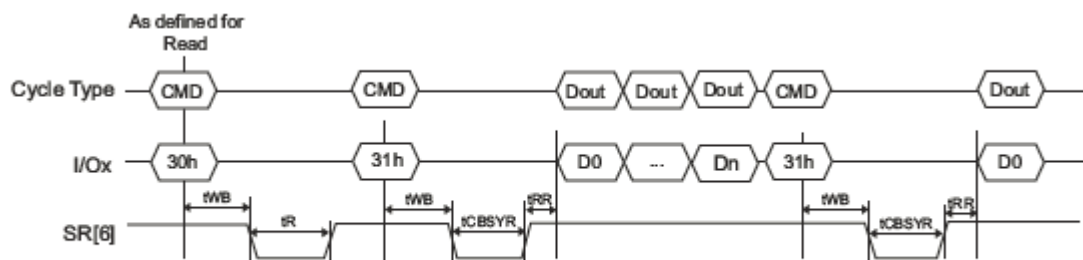 As defined for
Read
Cycle Type CMD CMD Dout Dout Dout CMD Dout
I/Ox 30h 31h D0 ... Dn 31h D0
tWB tR tWB tCBSYR tRR tWB tCBSYR tRR
SR[6]